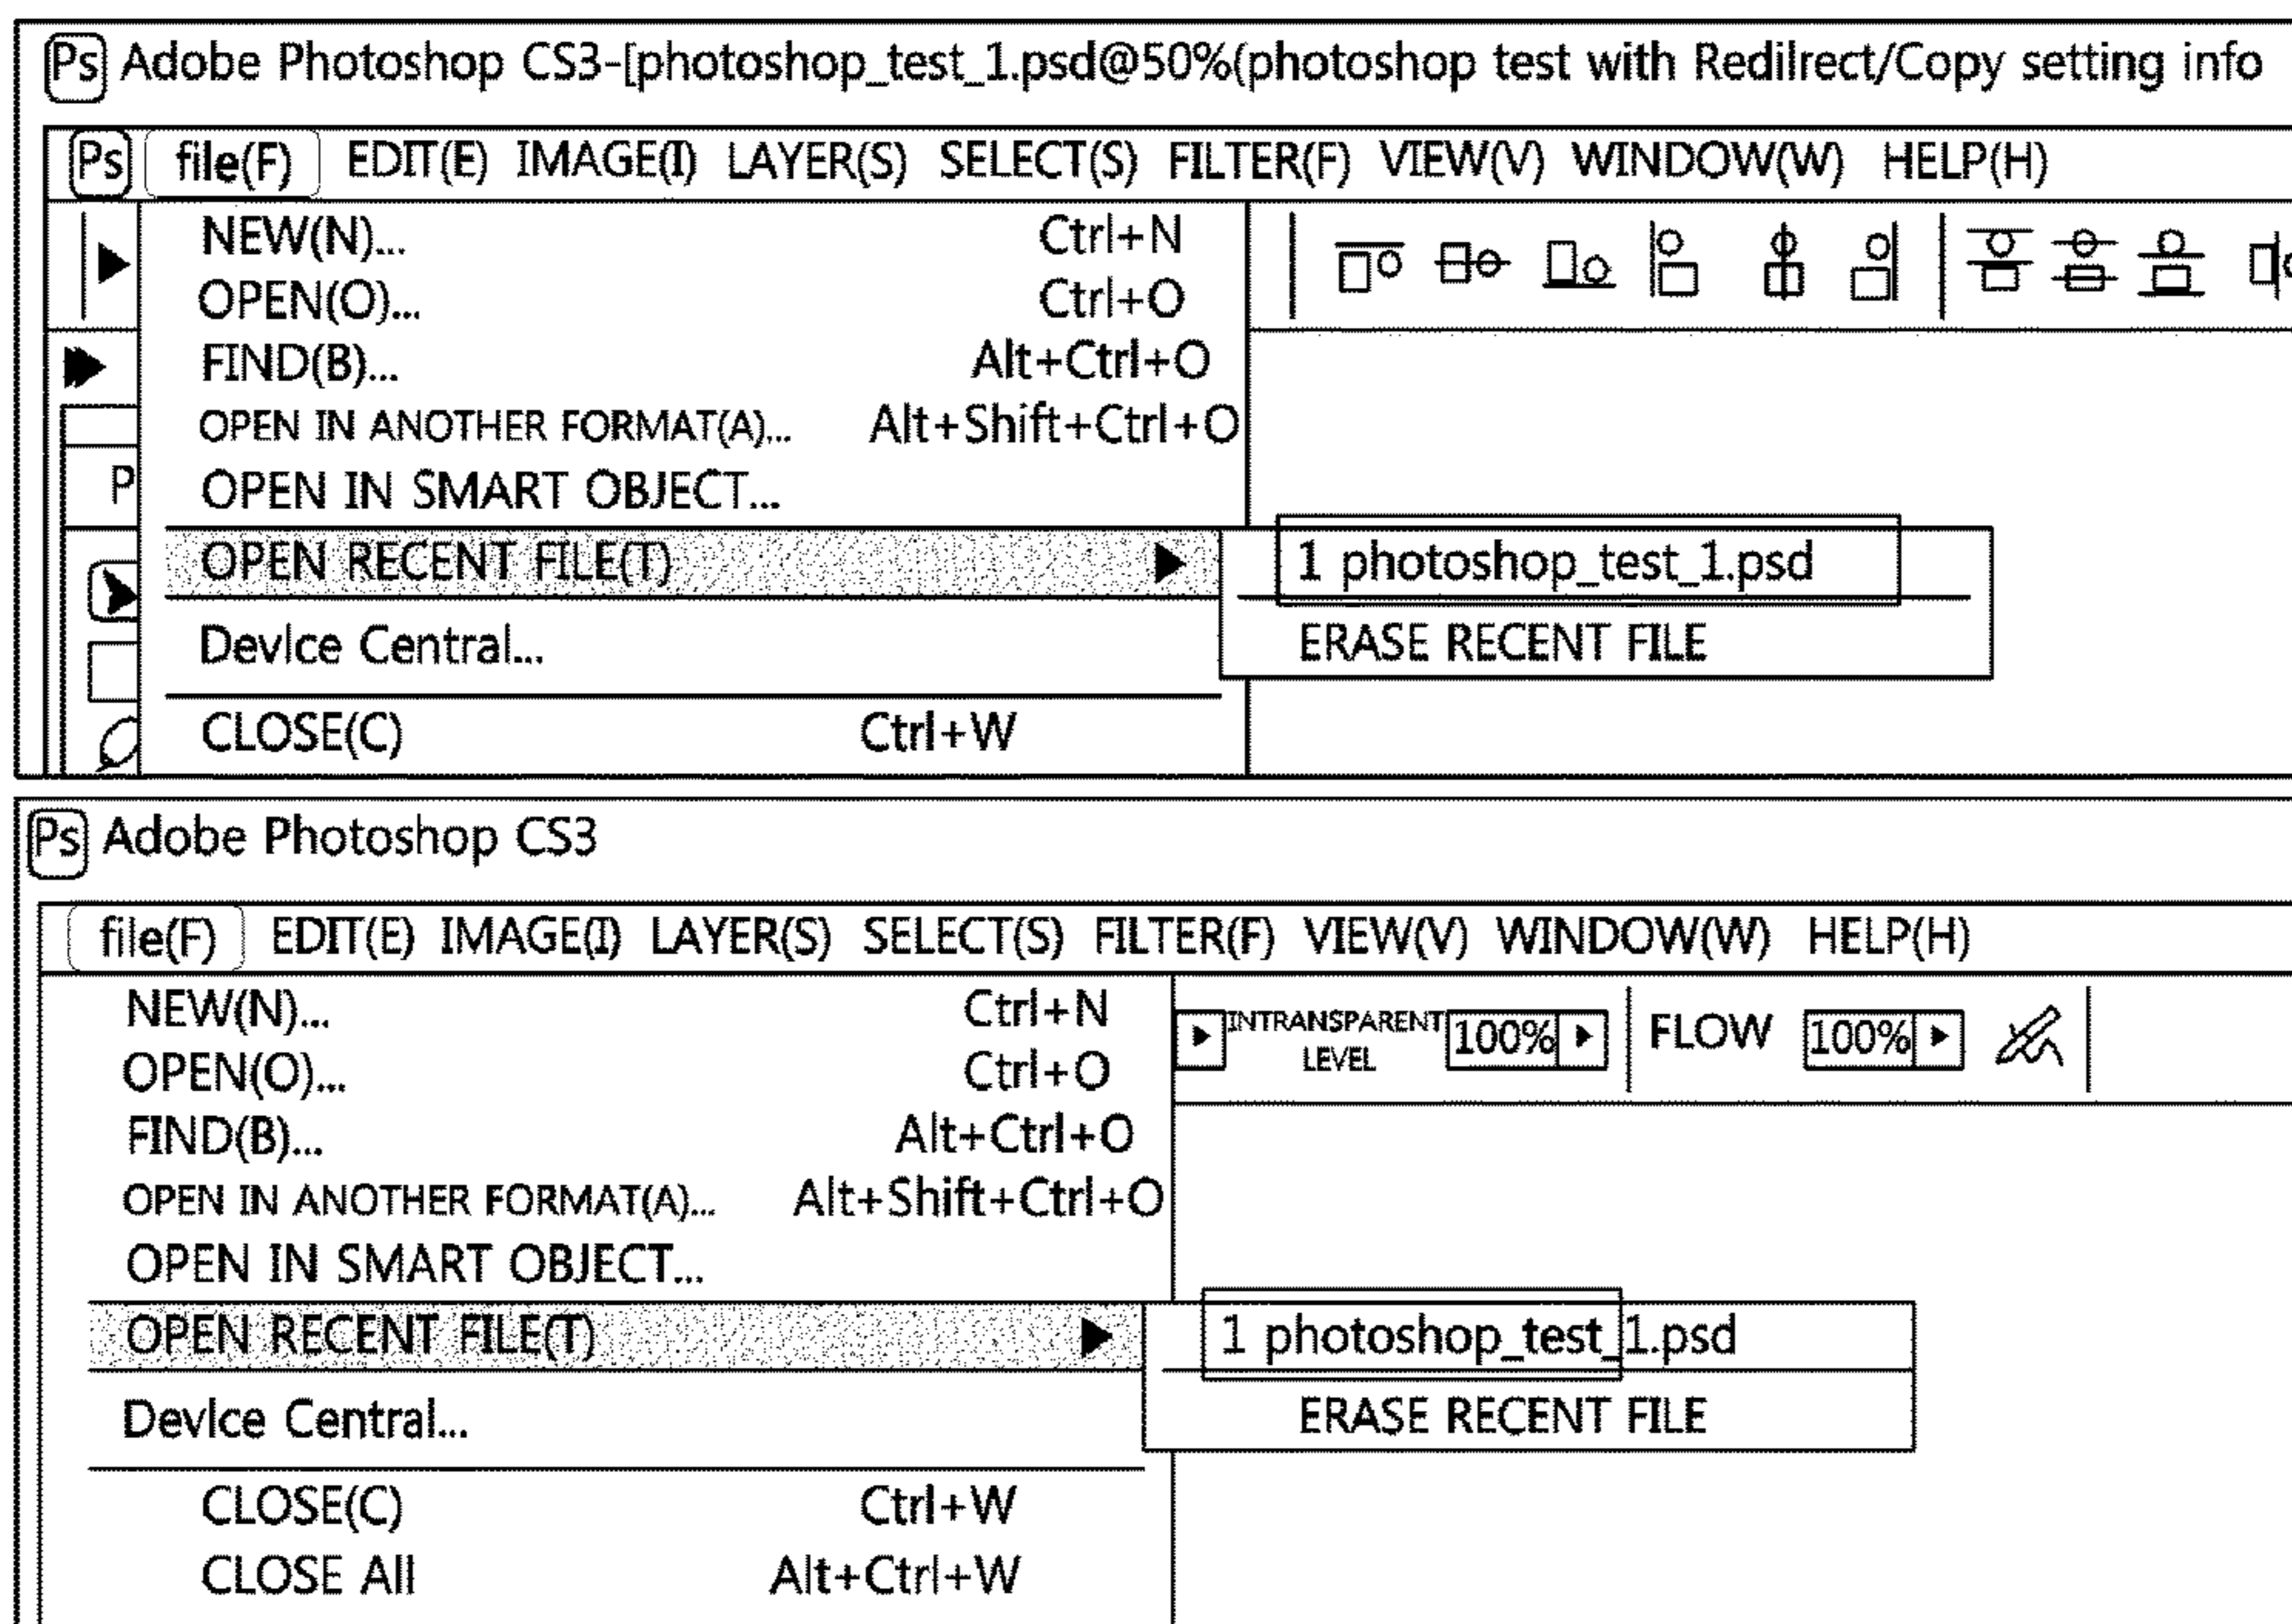 Ps Adobe Photoshop CS3-[photoshop_test_1.psd@50%(photoshop test with Redilrect/Copy setting info
Ps file(F) EDIT(E) IMAGE(I) LAYER(S) SELECT(S) FILTER(F) VIEW(V) WINDOW(W) HELP(H)
NEW(N)... Ctrl+N
OPEN(O)... Ctrl+O
FIND(B)... Alt+Ctrl+O
OPEN IN ANOTHER FORMAT(A)... Alt+Shift+Ctrl+O
P OPEN IN SMART OBJECT...
OPEN RECENT FILE(T) 1 photoshop_test_1.psd
DevIce Central... ERASE RECENT FILE
CLOSE(C) Ctrl+W
Ps Adobe Photoshop CS3
file(F) EDIT(E) IMAGE(I) LAYER(S) SELECT(S) FILTER(F) VIEW(V) WINDOW(W) HELP(H)
NEW(N)... Ctrl+N INTRANSPARENT LEVEL 100% FLOW 100%
OPEN(O)... Ctrl+O
FIND(B)... Alt+Ctrl+O
OPEN IN ANOTHER FORMAT(A)... Alt+Shift+Ctrl+O
OPEN IN SMART OBJECT...
OPEN RECENT FILE(T) 1 photoshop_test_1.psd
DevIce Central... ERASE RECENT FILE
CLOSE(C) Ctrl+W
CLOSE All Alt+Ctrl+W